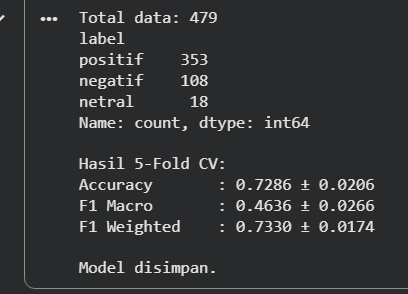 ••• Total data: 479
label
positif 353
negatif 108
netral 18
Name: count, dtype: int64
Hasil 5-Fold CV:
Accuracy : 0.7286 ± 0.0206
F1 Macro : 0.4636 ± 0.0266
F1 Weighted : 0.7330 ± 0.0174
Model disimpan.